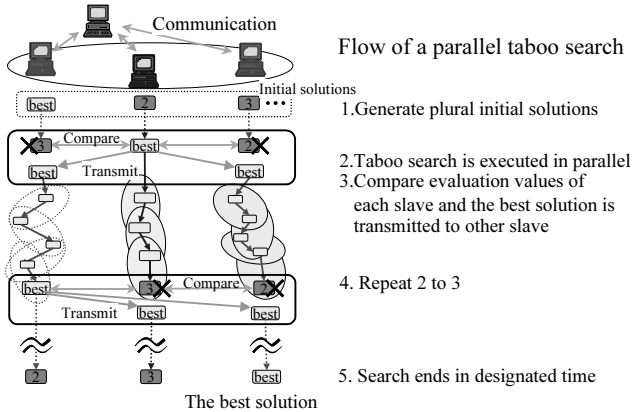 Communication
Flow of a parallel taboo search
Initial solutions
best 2 3
1.Generate plural initial solutions
3 Compare best 2
2.Taboo search is executed in parallel
best Transmit best
3.Compare evaluation values of
each slave and the best solution is
transmitted to other slave
best 3 Compare 2
4. Repeat 2 to 3
Transmit best best
2 3 best
5. Search ends in designated time
The best solution